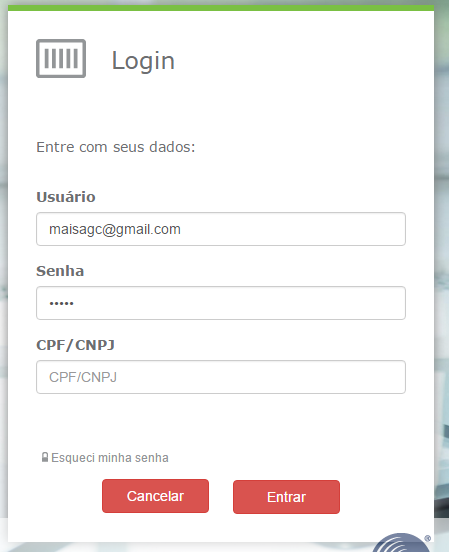 Login
Entre com seus dados:
Usuário
maisagc@gmail.com
Senha
•••••
CPF/CNPJ
CPF/CNPJ
Esqueci minha senha
Cancelar Entrar
®